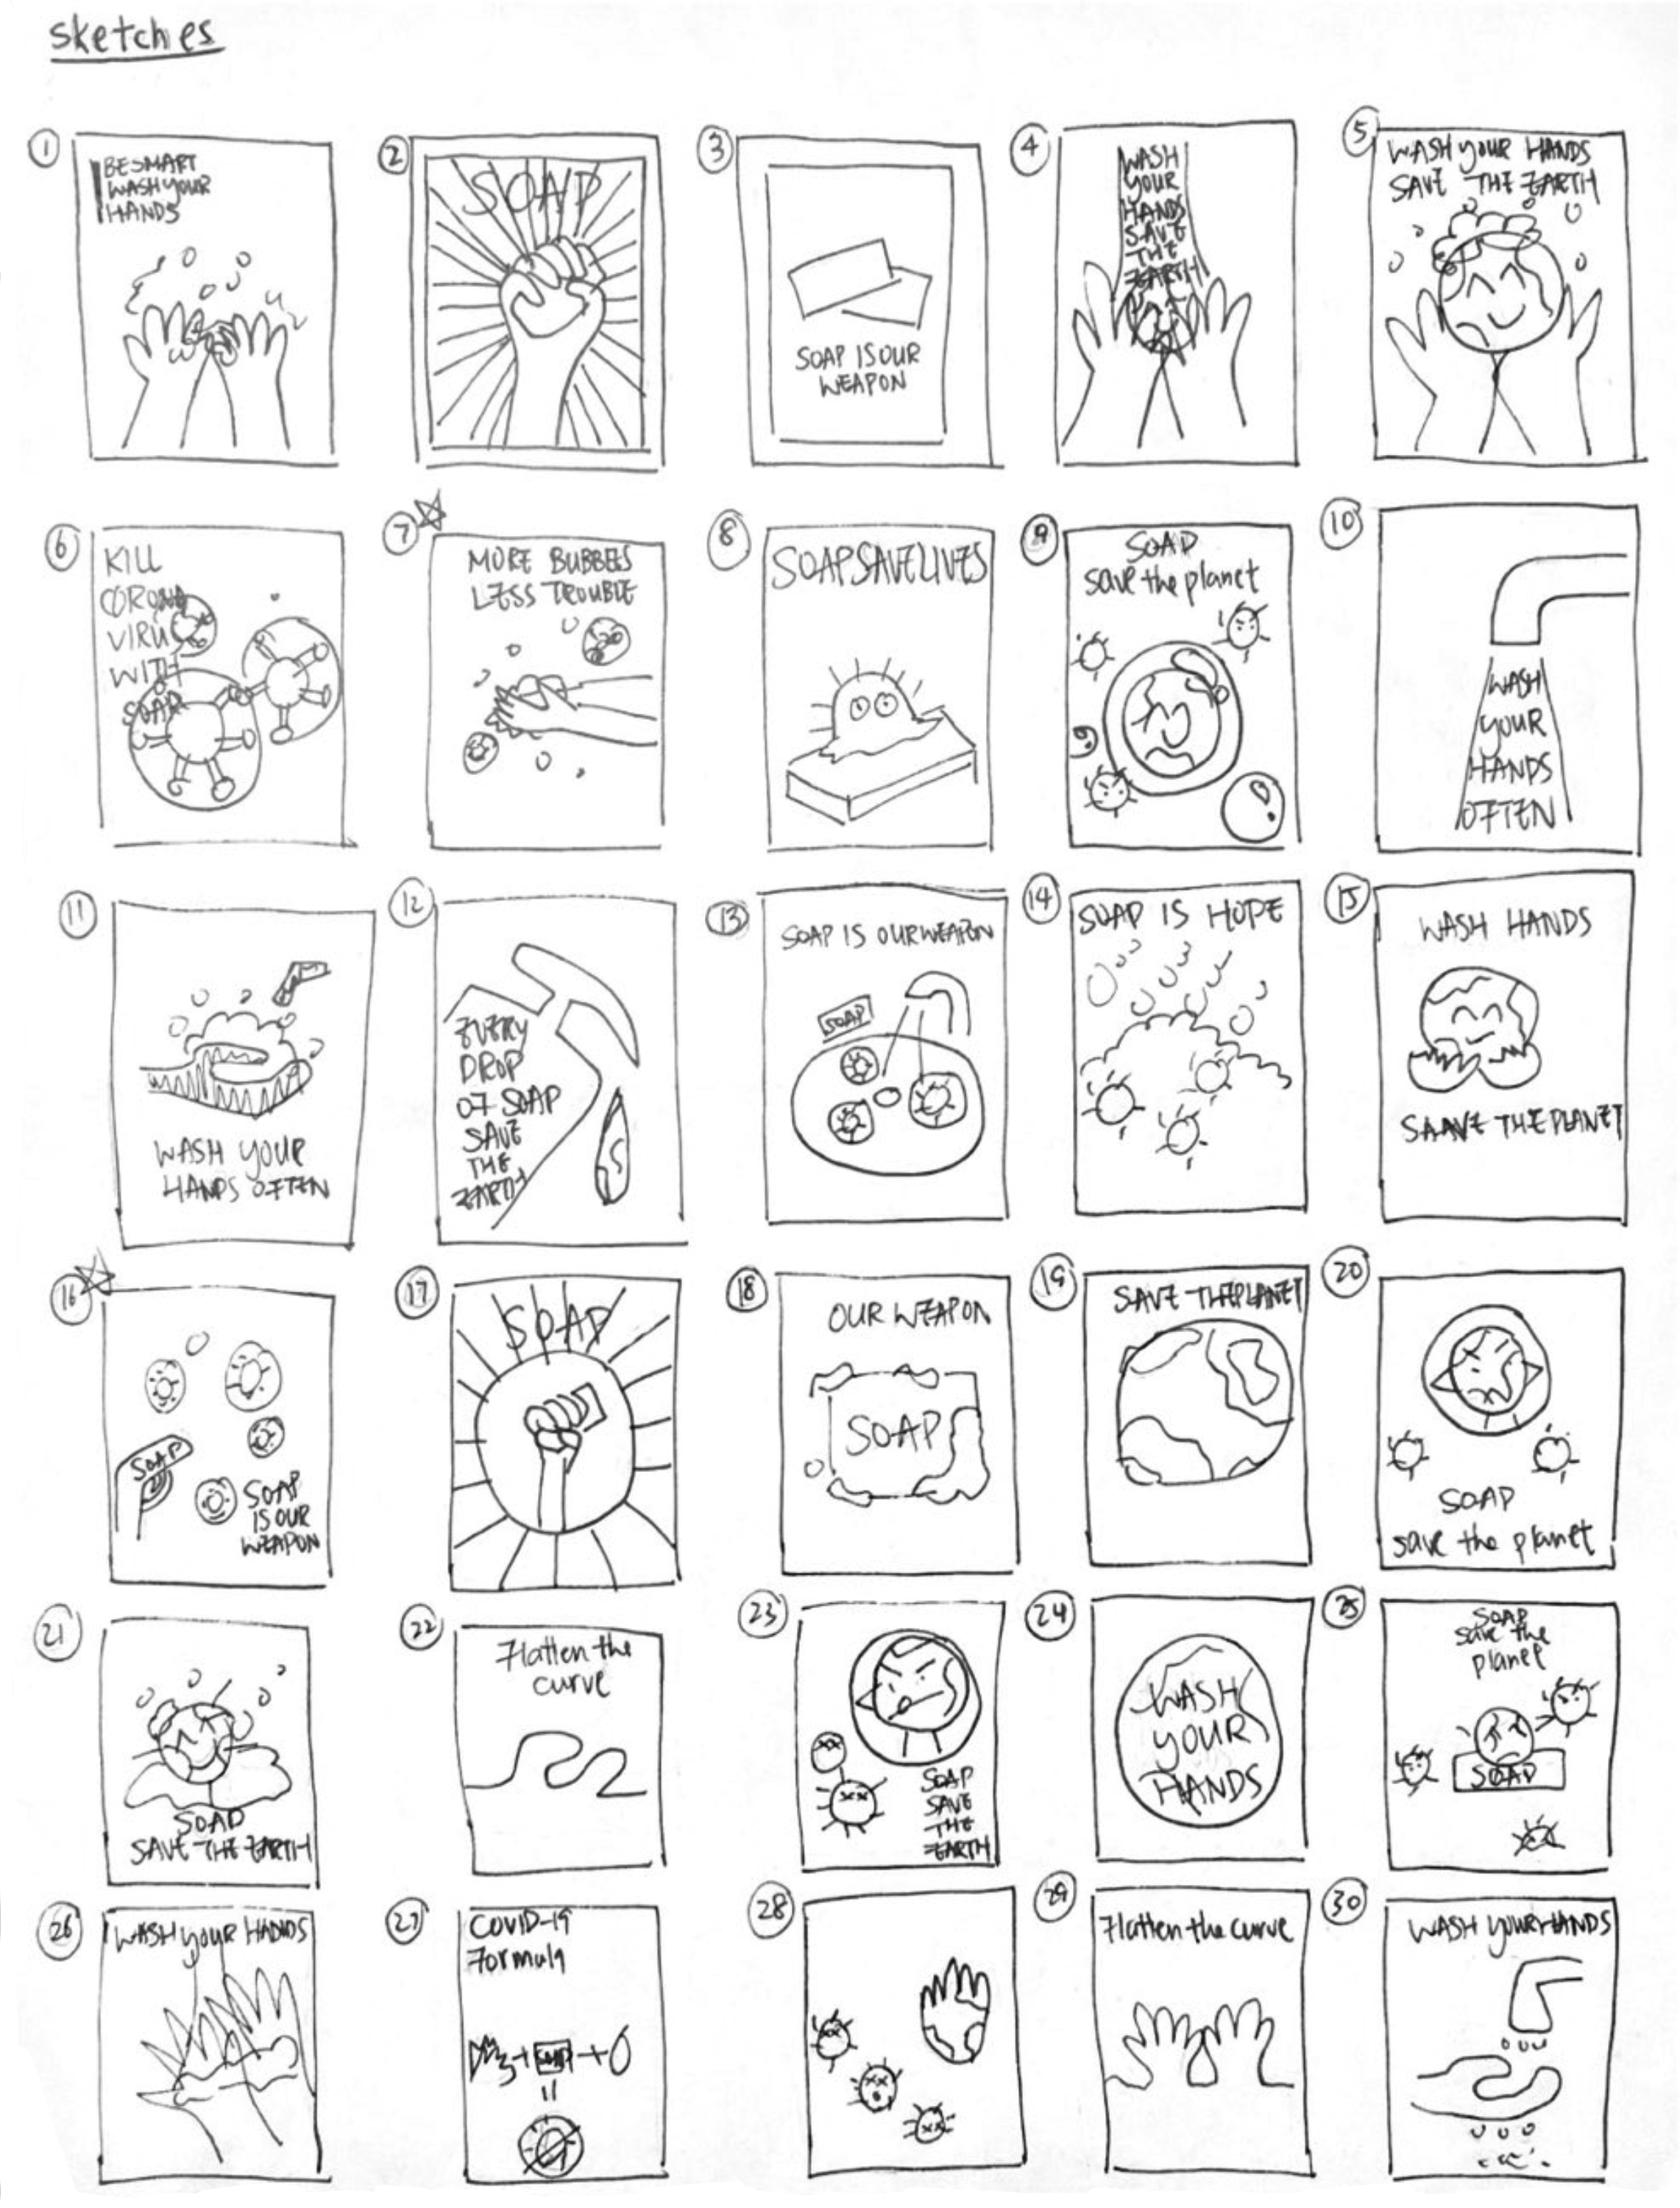 sketches
1
BE SMART
WASH YOUR
HANDS
2
SOAP
3
SOAP IS OUR
WEAPON
4
WASH
YOUR
HANDS
SAVE
THE
EARTH
5
WASH YOUR HANDS
SAVE THE EARTH
6
KILL
CORONA
VIRUS
WITH
SOAP
7
MORE BUBBLES
LESS TROUBLE
8
SOAP SAVE LIVES
9
SOAP
save the planet
10
WASH
YOUR
HANDS
OFTEN
11
WASH YOUR
HANDS OFTEN
12
EVERY
DROP
OF SOAP
SAVE
THE
EARTH
13
SOAP IS OUR WEAPON
SOAP
14
SOAP IS HOPE
15
WASH HANDS
SAVE THE PLANET
16
SOAP
SOAP
IS OUR
WEAPON
17
SOAP
18
OUR WEAPON
SOAP
19
SAVE THE PLANET
20
SOAP
save the planet
21
SOAP
SAVE THE EARTH
22
Flatten the
curve
23
SOAP
SAVE
THE
EARTH
24
WASH
YOUR
HANDS
25
SOAP
save the
planet
SOAP
26
WASH YOUR HANDS
27
COVID-19
Formula
+ SOAP +
=
28
29
Flatten the curve
30
WASH YOUR HANDS